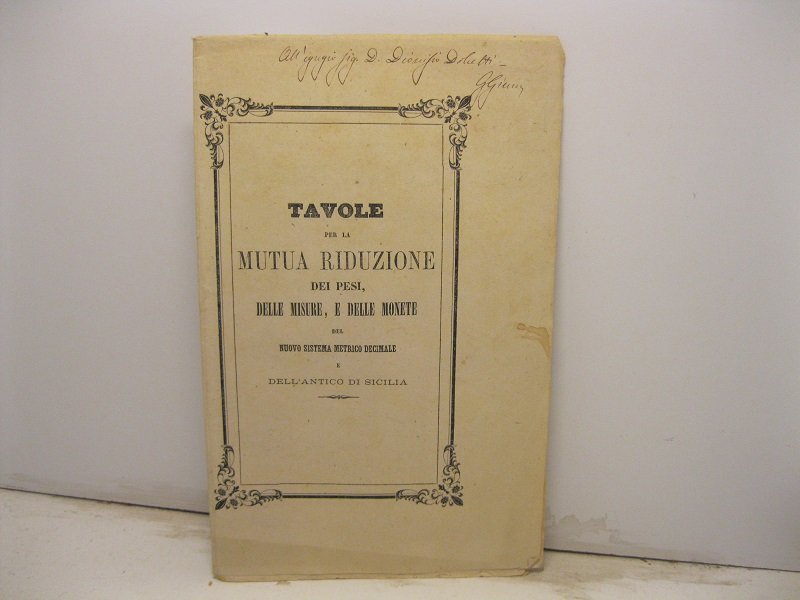 All'egregio sig. D. Dionisio
TAVOLE
PER LA
MUTUA RIDUZIONE
DEI PESI,
DELLE MISURE, E DELLE MONETE
DEL
NUOVO SISTEMA METRICO DECIMALE
E
DELL'ANTICO DI SICILIA